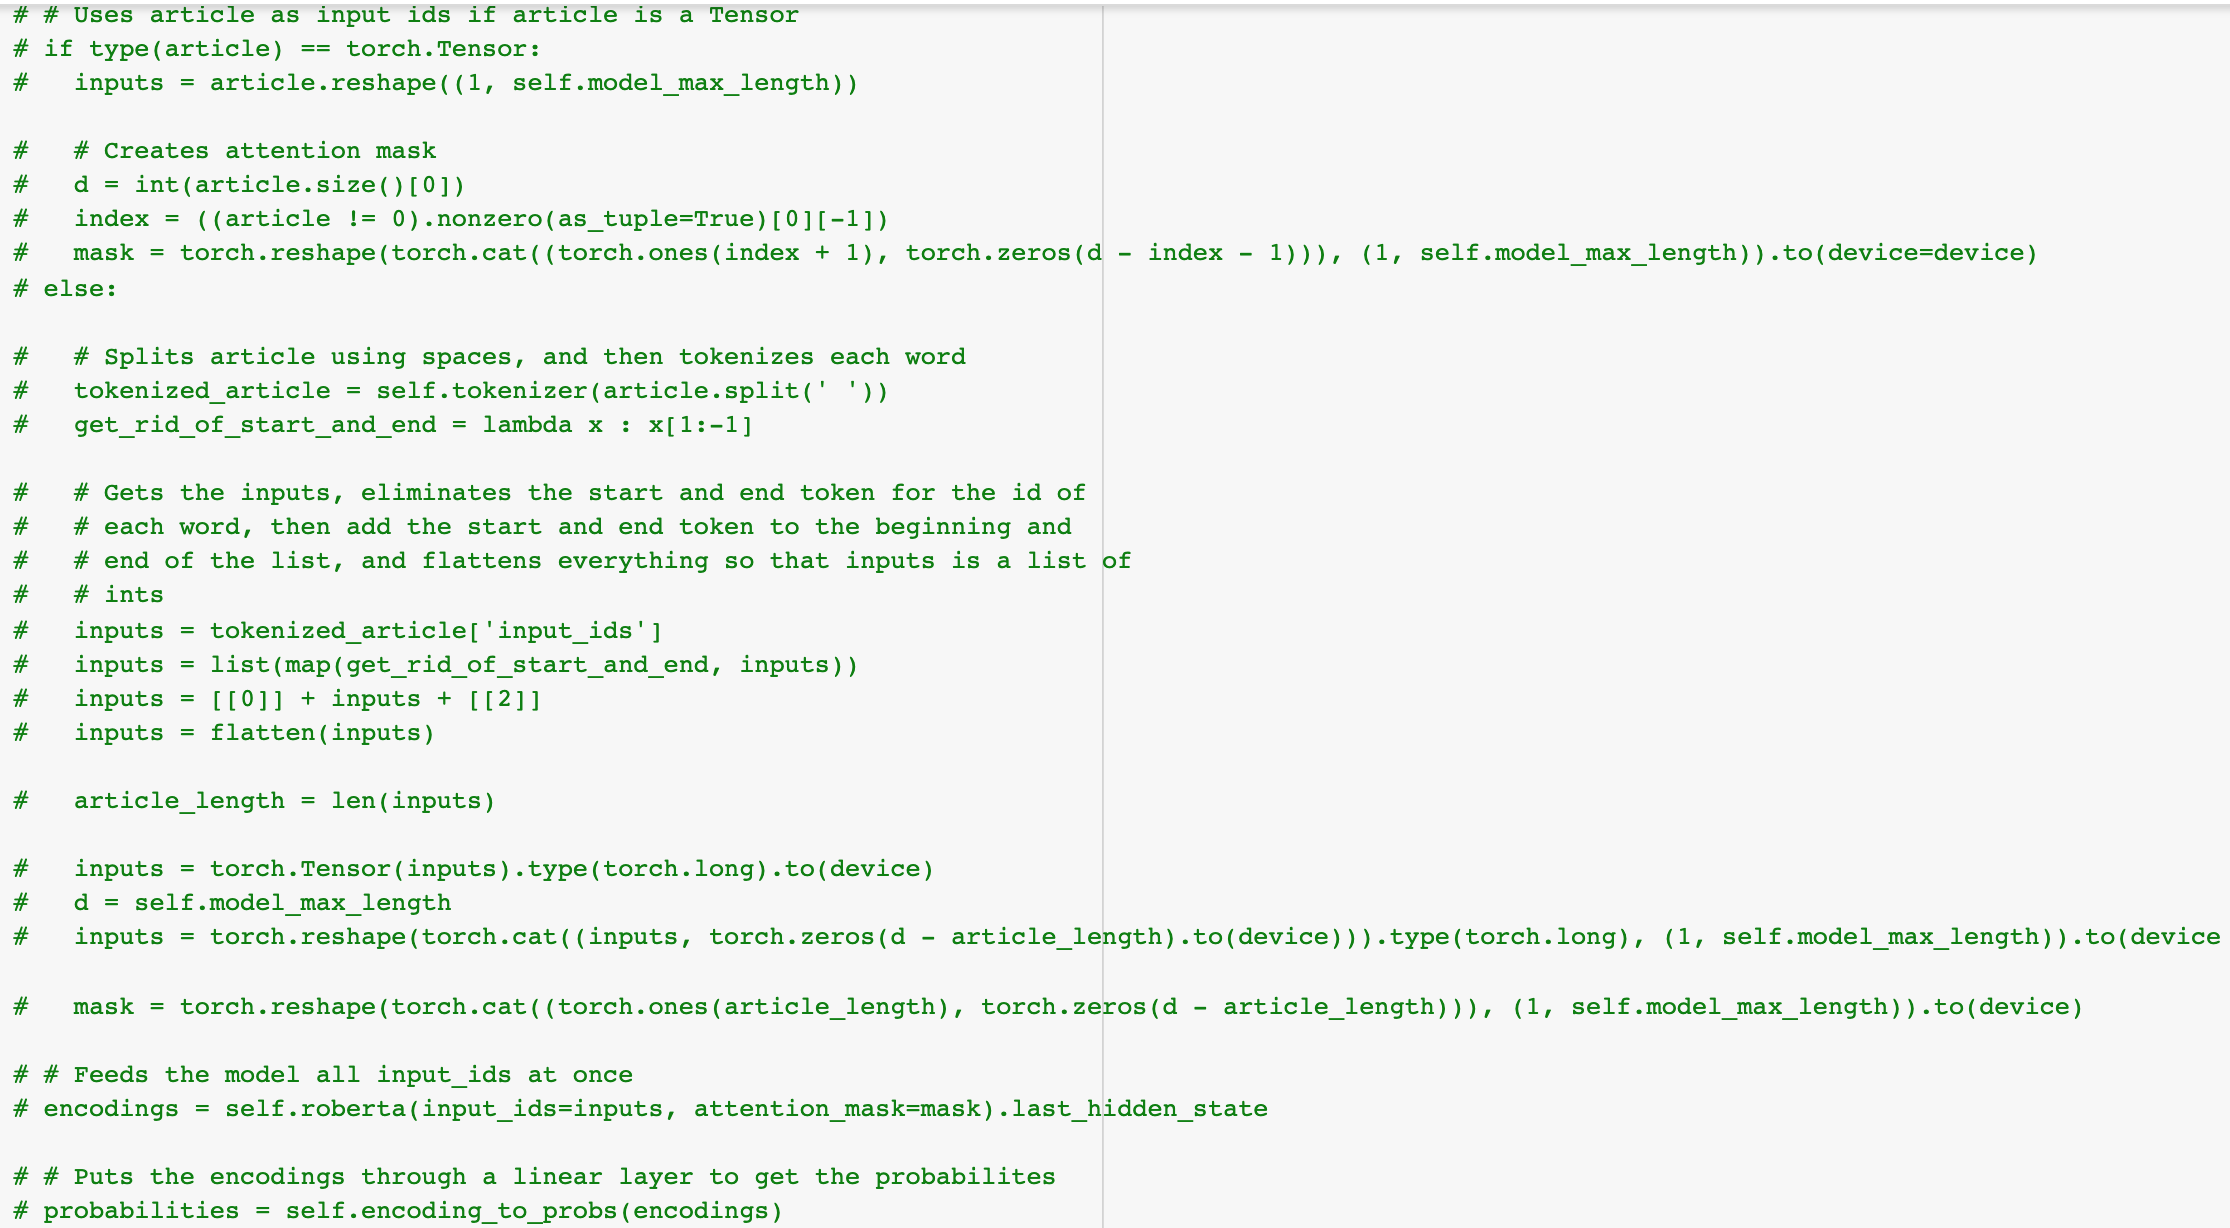 # # Uses article as input ids if article is a Tensor
# if type(article) == torch.Tensor:
#   inputs = article.reshape((1, self.model_max_length))
#   # Creates attention mask
#   d = int(article.size()[0])
#   index = ((article != 0).nonzero(as_tuple=True)[0][-1])
#   mask = torch.reshape(torch.cat((torch.ones(index + 1), torch.zeros(d - index - 1))), (1, self.model_max_length)).to(device=device)
# else:
#   # Splits article using spaces, and then tokenizes each word
#   tokenized_article = self.tokenizer(article.split(' '))
#   get_rid_of_start_and_end = lambda x : x[1:-1]
#   # Gets the inputs, eliminates the start and end token for the id of
#   # each word, then add the start and end token to the beginning and
#   # end of the list, and flattens everything so that inputs is a list of
#   # ints
#   inputs = tokenized_article['input_ids']
#   inputs = list(map(get_rid_of_start_and_end, inputs))
#   inputs = [[0]] + inputs + [[2]]
#   inputs = flatten(inputs)
#   article_length = len(inputs)
#   inputs = torch.Tensor(inputs).type(torch.long).to(device)
#   d = self.model_max_length
#   inputs = torch.reshape(torch.cat((inputs, torch.zeros(d - article_length).to(device))).type(torch.long), (1, self.model_max_length)).to(device
#   mask = torch.reshape(torch.cat((torch.ones(article_length), torch.zeros(d - article_length))), (1, self.model_max_length)).to(device)
# # Feeds the model all input_ids at once
# encodings = self.roberta(input_ids=inputs, attention_mask=mask).last_hidden_state
# # Puts the encodings through a linear layer to get the probabilites
# probabilities = self.encoding_to_probs(encodings)